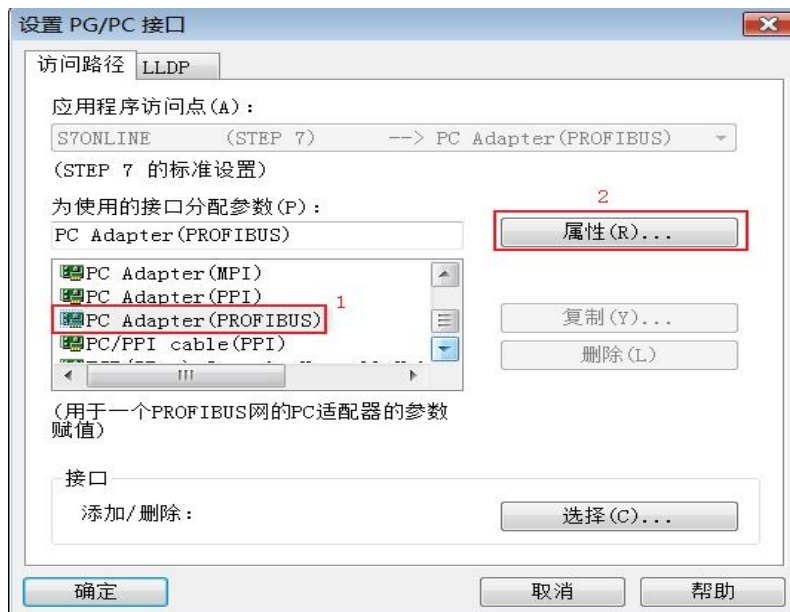 设置 PG/PC 接口
访问路径 LLDP
应用程序访问点(A):
S7ONLINE (STEP 7) --> PC Adapter(PROFIBUS)
(STEP 7 的标准设置)
为使用的接口分配参数(P):
2
PC Adapter(PROFIBUS)
属性(R)...
PC Adapter(MPI)
PC Adapter(PPI)
PC Adapter(PROFIBUS)
1
PC/PPI cable(PPI)
复制(Y)...
删除(L)
(用于一个PROFIBUS网的PC适配器的参数
赋值)
接口
添加/删除:
选择(C)...
确定
取消
帮助